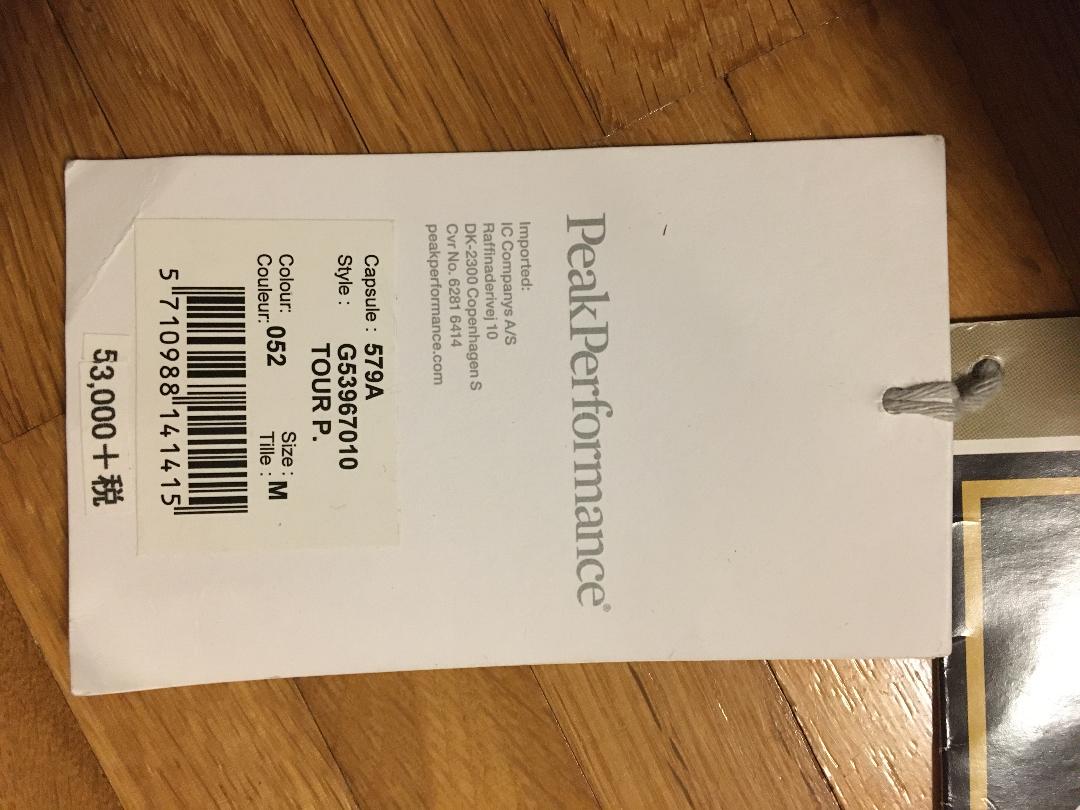 PeakPerformance®
Imported:
IC Companys A/S
Raffinaderivej 10
DK-2300 Copenhagen S
Cvr No. 6281 6414
peakperformance.com
Capsule : 579A
Style : G53967010
TOUR P.
Colour: 052 Size : M
Couleur: Tille :
5 710988 141415
53,000+税